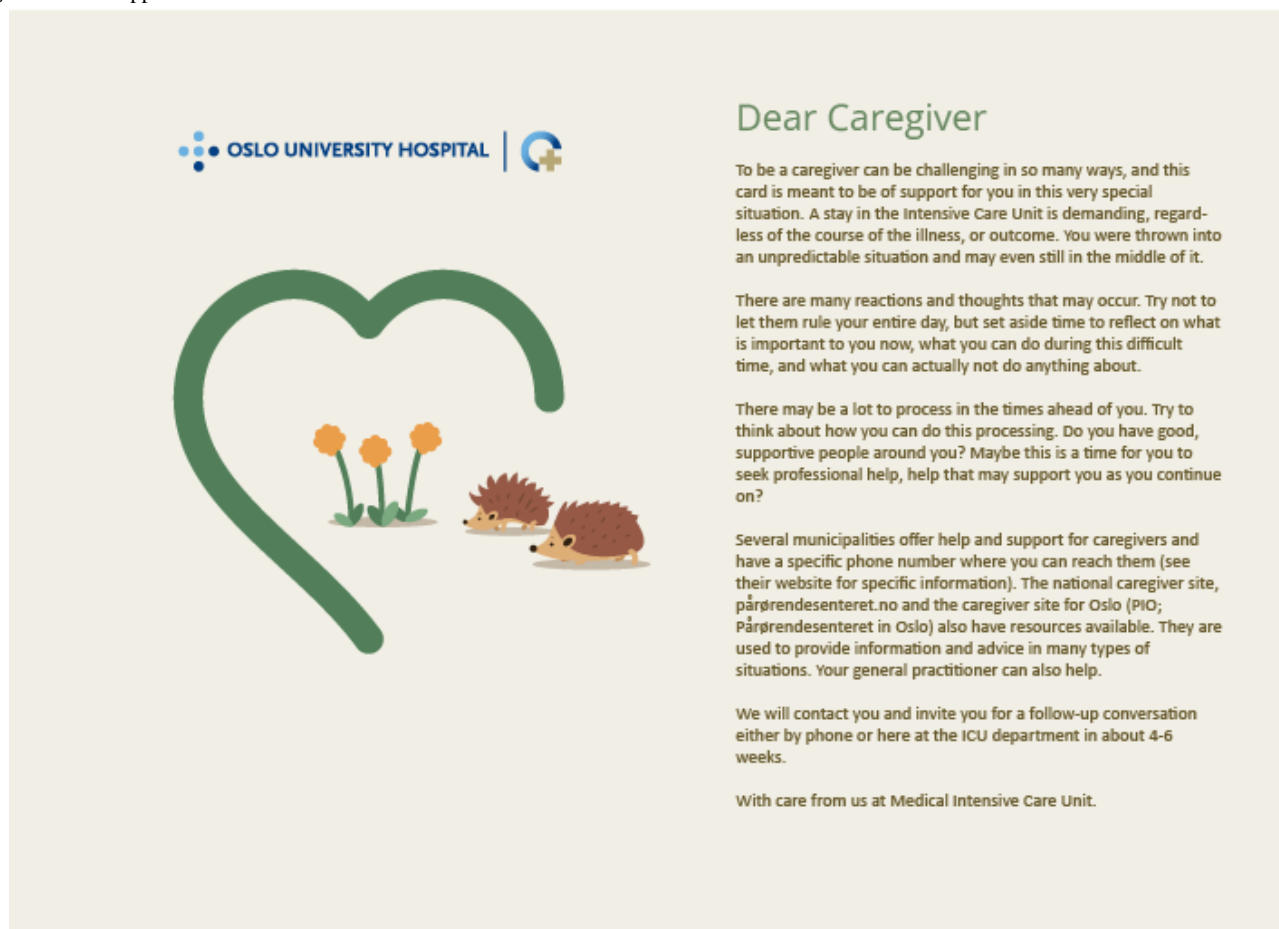 OSLO UNIVERSITY HOSPITAL
Dear Caregiver
To be a caregiver can be challenging in so many ways, and this
card is meant to be of support for you in this very special
situation. A stay in the Intensive Care Unit is demanding, regard-
less of the course of the illness, or outcome. You were thrown into
an unpredictable situation and may even still in the middle of it.
There are many reactions and thoughts that may occur. Try not to
let them rule your entire day, but set aside time to reflect on what
is important to you now, what you can do during this difficult
time, and what you can actually not do anything about.
There may be a lot to process in the times ahead of you. Try to
think about how you can do this processing. Do you have good,
supportive people around you? Maybe this is a time for you to
seek professional help, help that may support you as you continue
on?
Several municipalities offer help and support for caregivers and
have a specific phone number where you can reach them (see
their website for specific information). The national caregiver site,
pårørendesenteret.no and the caregiver site for Oslo (PIO;
Pårørendesenteret in Oslo) also have resources available. They are
used to provide information and advice in many types of
situations. Your general practitioner can also help.
We will contact you and invite you for a follow-up conversation
either by phone or here at the ICU department in about 4-6
weeks.
With care from us at Medical Intensive Care Unit.